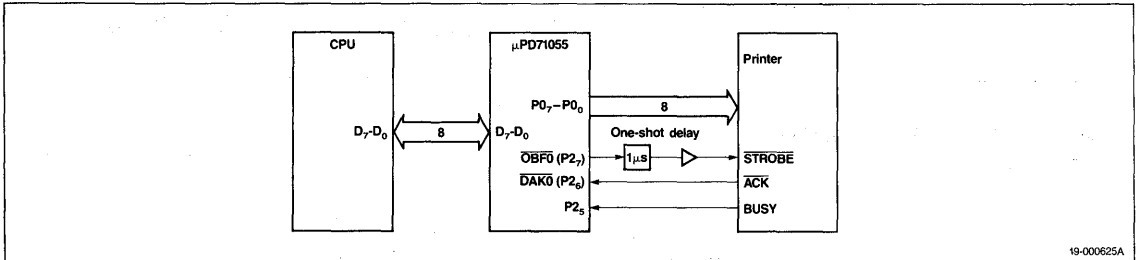 CPU
µPD71055
Printer
P0₇–P0₀
8
D₇-D₀
8
D₇-D₀
One-shot delay
OBF0 (P2₇)
1µs
STROBE
DAK0 (P2₆)
ACK
P2₅
BUSY
49-000625A